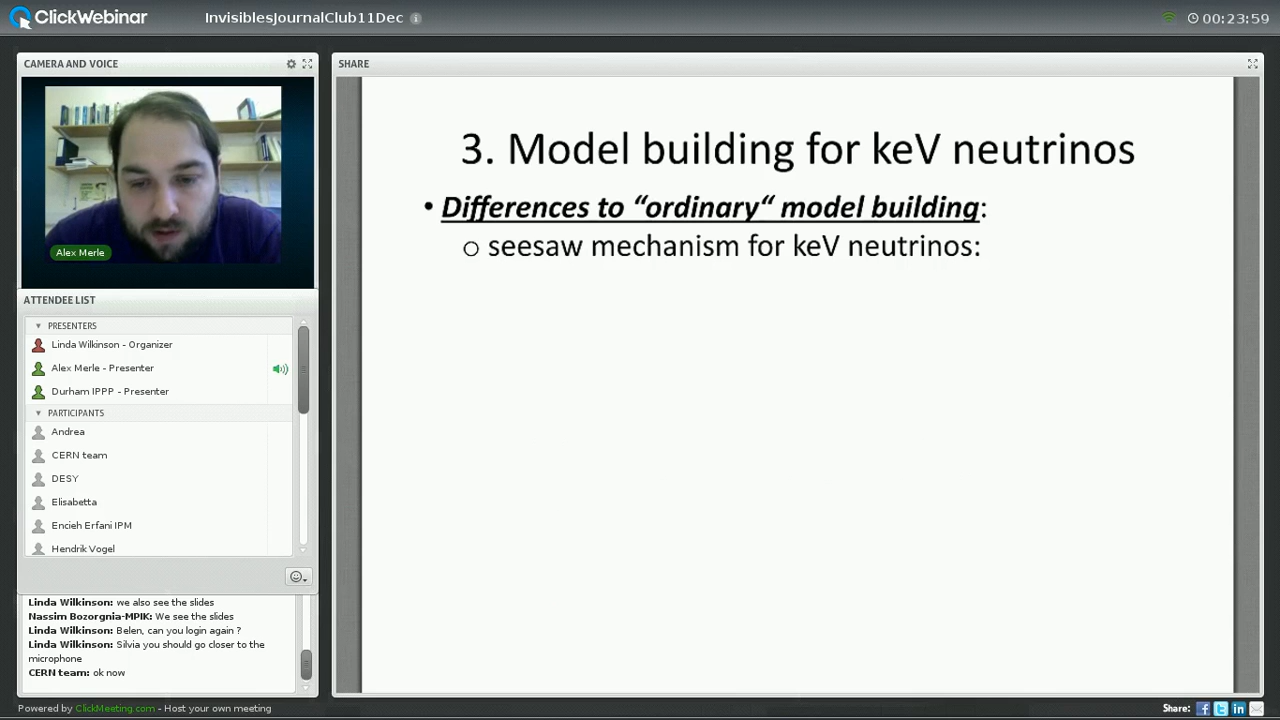 ClickWebinar
InvisiblesJournalClub11Dec
00:23:59
CAMERA AND VOICE
Alex Merle
ATTENDEE LIST
PRESENTERS
Linda Wilkinson - Organizer
Alex Merle - Presenter
Durham IPPP - Presenter
PARTICIPANTS
Andrea
CERN team
DESY
Elisabetta
Encieh Erfani IPM
Hendrik Vogel
Linda Wilkinson: we also see the slides
Nassim Bozorgnia-MPIK: We see the slides
Linda Wilkinson: Belen, can you login again ?
Linda Wilkinson: Silvia you should go closer to the
microphone
CERN team: ok now
SHARE
3. Model building for keV neutrinos
• Differences to “ordinary“ model building:
o seesaw mechanism for keV neutrinos:
Powered by ClickMeeting.com - Host your own meeting
Share: